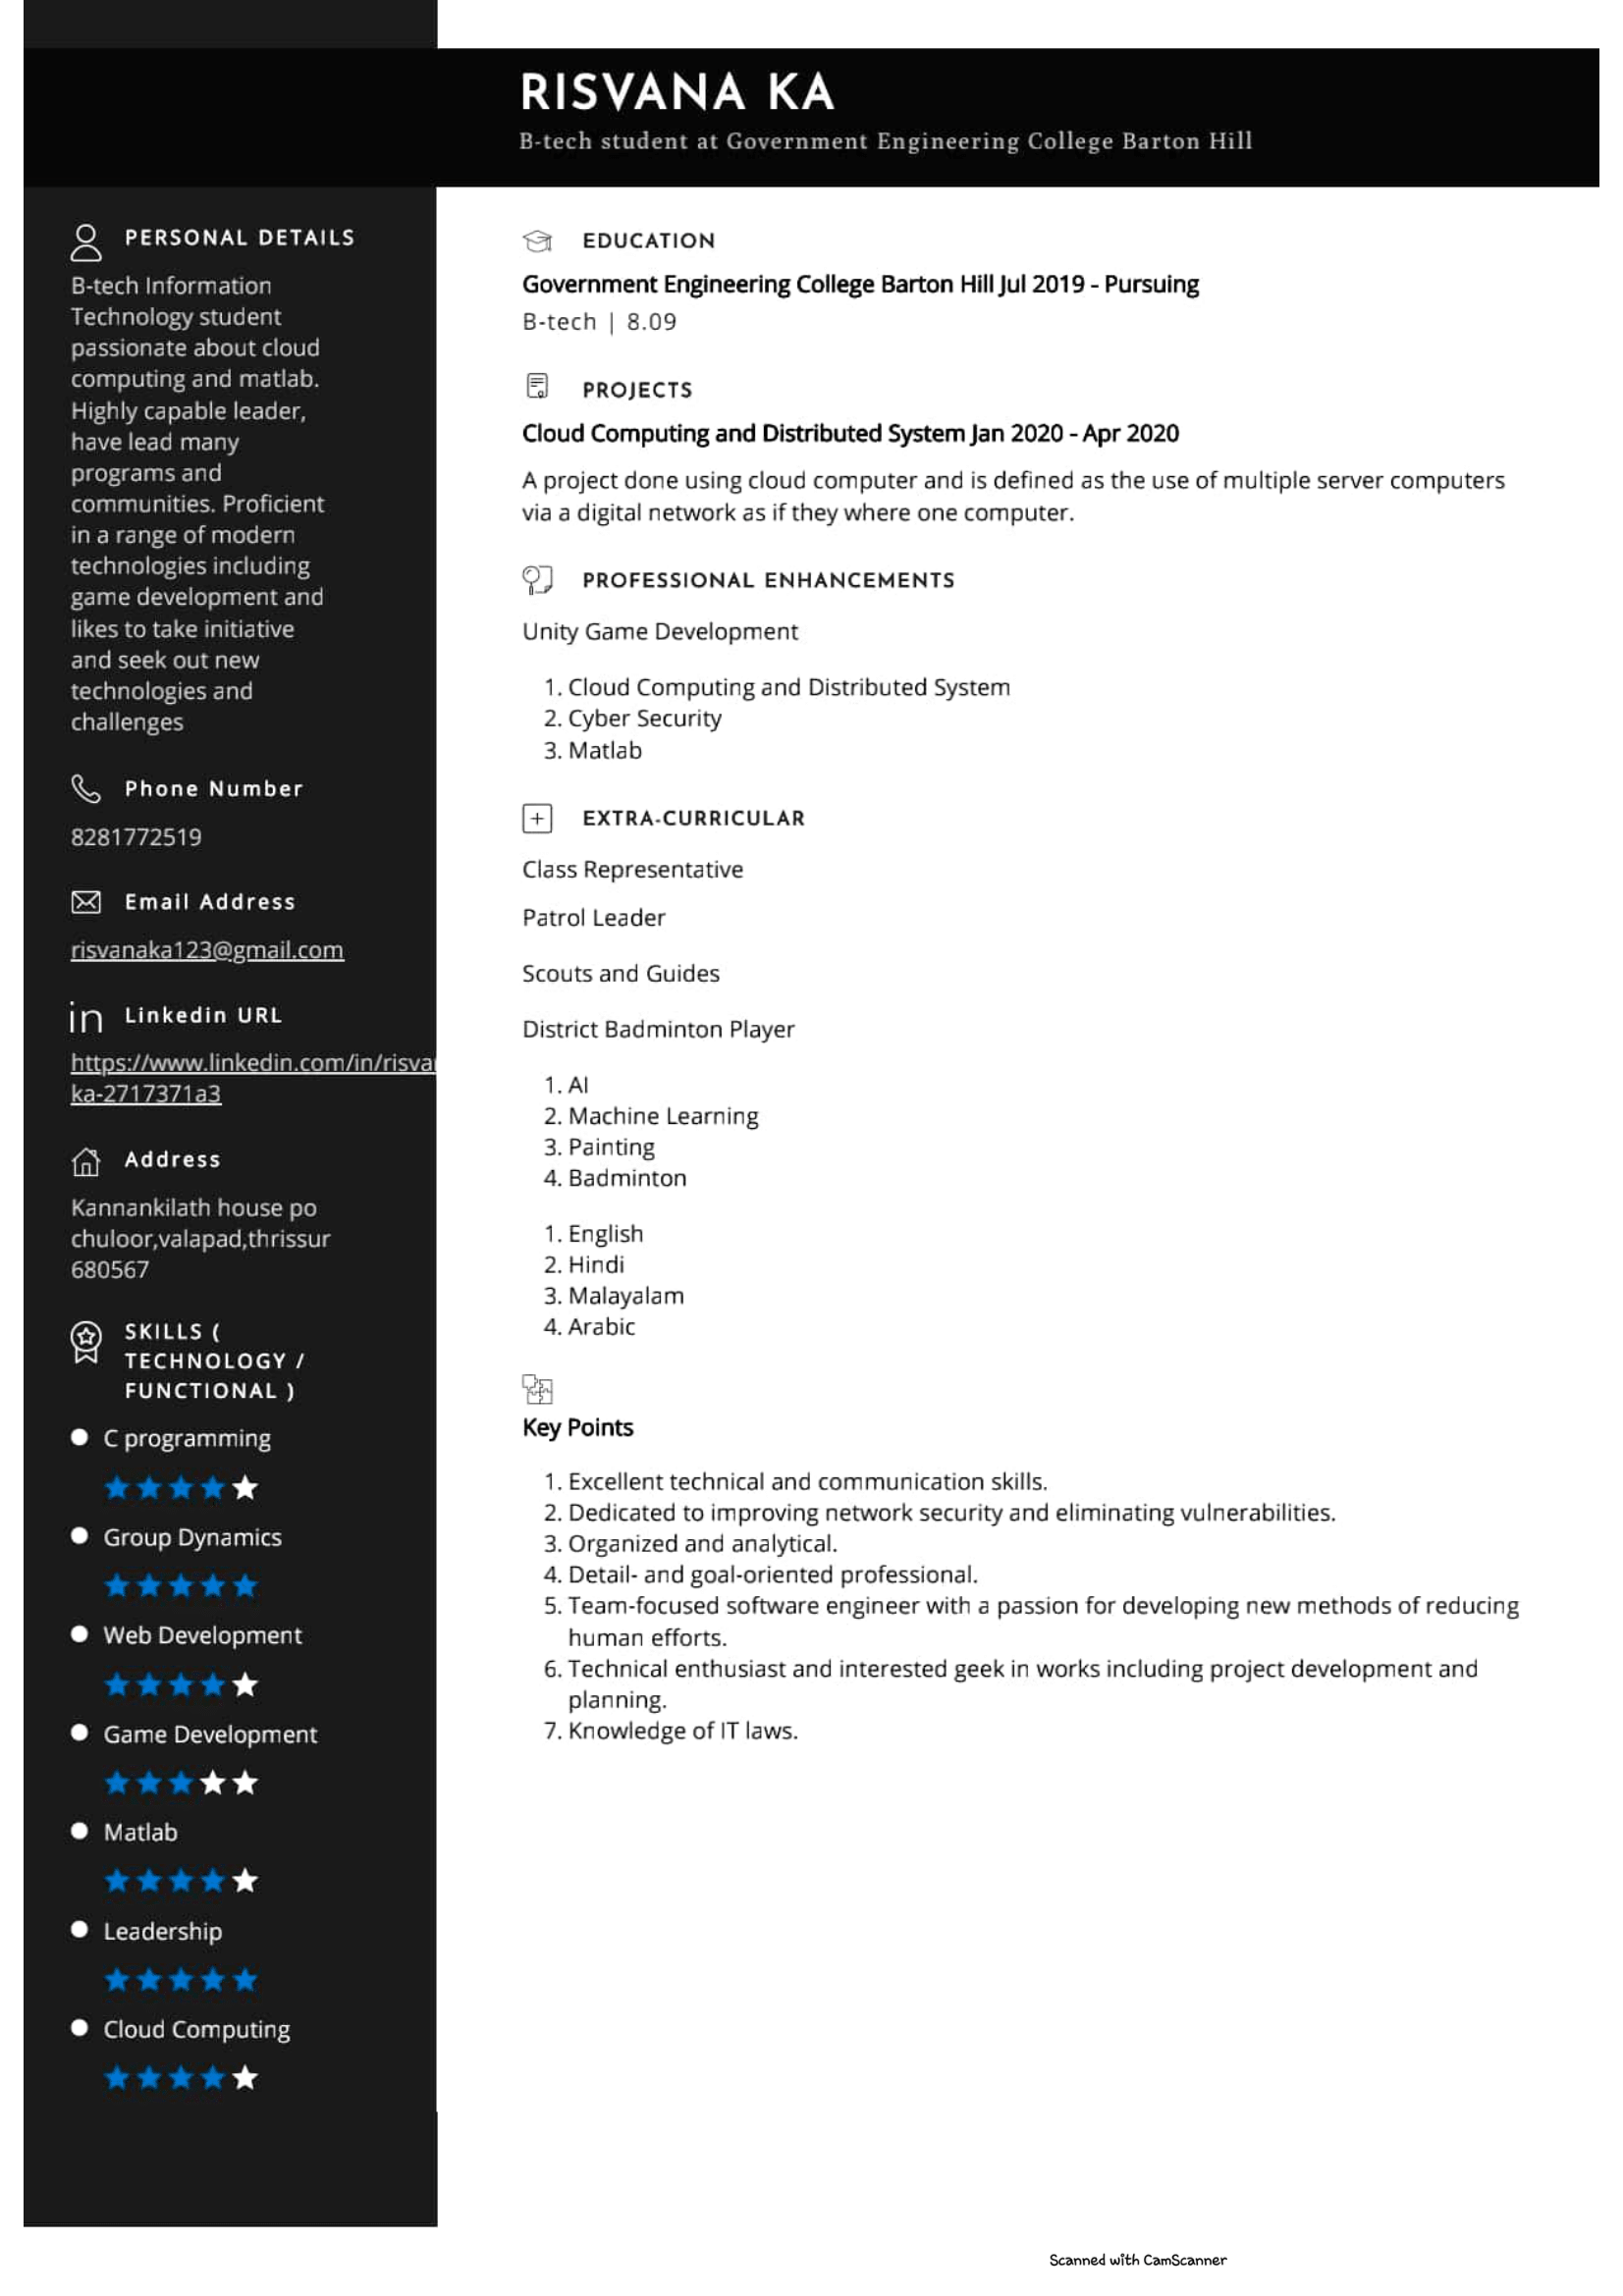 RISVANA KA
B-tech student at Government Engineering College Barton Hill
PERSONAL DETAILS
B-tech Information
Technology student
passionate about cloud
computing and matlab.
Highly capable leader,
have lead many
programs and
communities. Proficient
in a range of modern
technologies including
game development and
likes to take initiative
and seek out new
technologies and
challenges
Phone Number
8281772519
Email Address
risvanaka123@gmail.com
in Linkedin URL
https://www.linkedin.com/in/risva
ka-2717371a3
Address
Kannankilath house po
chuloor,valapad,thrissur
680567
SKILLS (
TECHNOLOGY /
FUNCTIONAL )
C programming
Group Dynamics
Web Development
Game Development
Matlab
Leadership
Cloud Computing
EDUCATION
Government Engineering College Barton Hill Jul 2019 - Pursuing
B-tech | 8.09
PROJECTS
Cloud Computing and Distributed System Jan 2020 - Apr 2020
A project done using cloud computer and is defined as the use of multiple server computers
via a digital network as if they where one computer.
PROFESSIONAL ENHANCEMENTS
Unity Game Development
1. Cloud Computing and Distributed System
2. Cyber Security
3. Matlab
EXTRA-CURRICULAR
Class Representative
Patrol Leader
Scouts and Guides
District Badminton Player
1. AI
2. Machine Learning
3. Painting
4. Badminton
1. English
2. Hindi
3. Malayalam
4. Arabic
Key Points
1. Excellent technical and communication skills.
2. Dedicated to improving network security and eliminating vulnerabilities.
3. Organized and analytical.
4. Detail- and goal-oriented professional.
5. Team-focused software engineer with a passion for developing new methods of reducing
human efforts.
6. Technical enthusiast and interested geek in works including project development and
planning.
7. Knowledge of IT laws.
Scanned with CamScanner